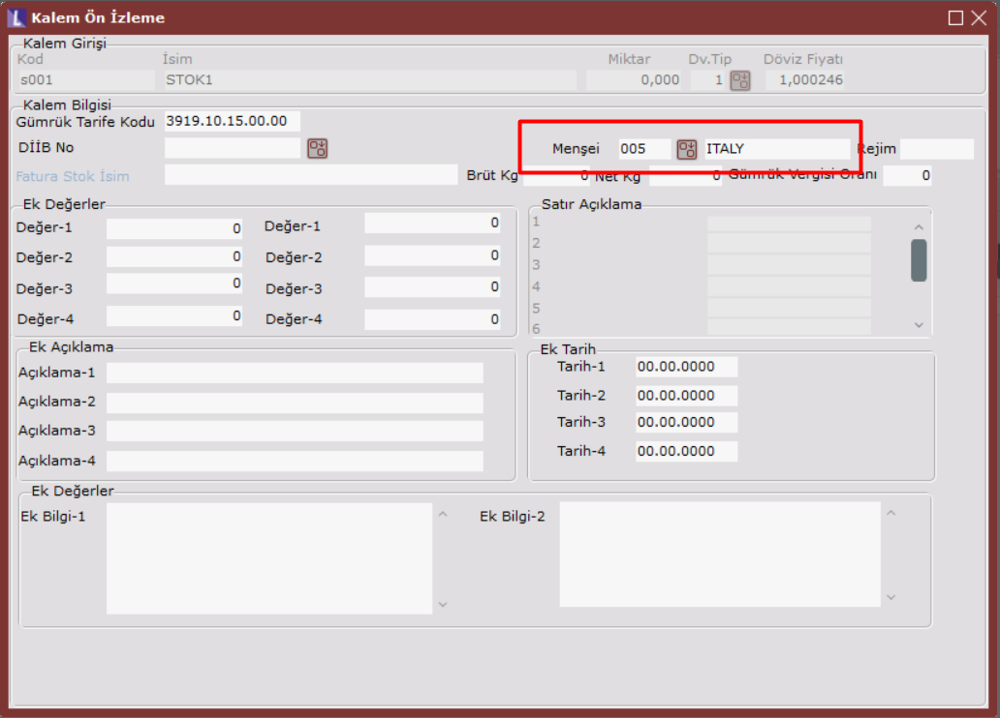 Kalem Ön İzleme
Kalem Girişi
Kod İsim Miktar Dv.Tip Döviz Fiyatı
s001 STOK1 0,000 1 1,000246
Kalem Bilgisi
Gümrük Tarife Kodu 3919.10.15.00.00
DİİB No Menşei 005 ITALY Rejim
Fatura Stok İsim Brüt Kg 0 Net Kg 0 Gümrük Vergisi Oranı 0
Ek Değerler Satır Açıklama
Değer-1 0 Değer-1 0 1
2
Değer-2 0 Değer-2 0
3
Değer-3 0 Değer-3 0 4
5
Değer-4 0 Değer-4 0 6
Ek Açıklama Ek Tarih
Açıklama-1 Tarih-1 00.00.0000
Açıklama-2 Tarih-2 00.00.0000
Açıklama-3 Tarih-3 00.00.0000
Açıklama-4 Tarih-4 00.00.0000
Ek Değerler
Ek Bilgi-1 Ek Bilgi-2